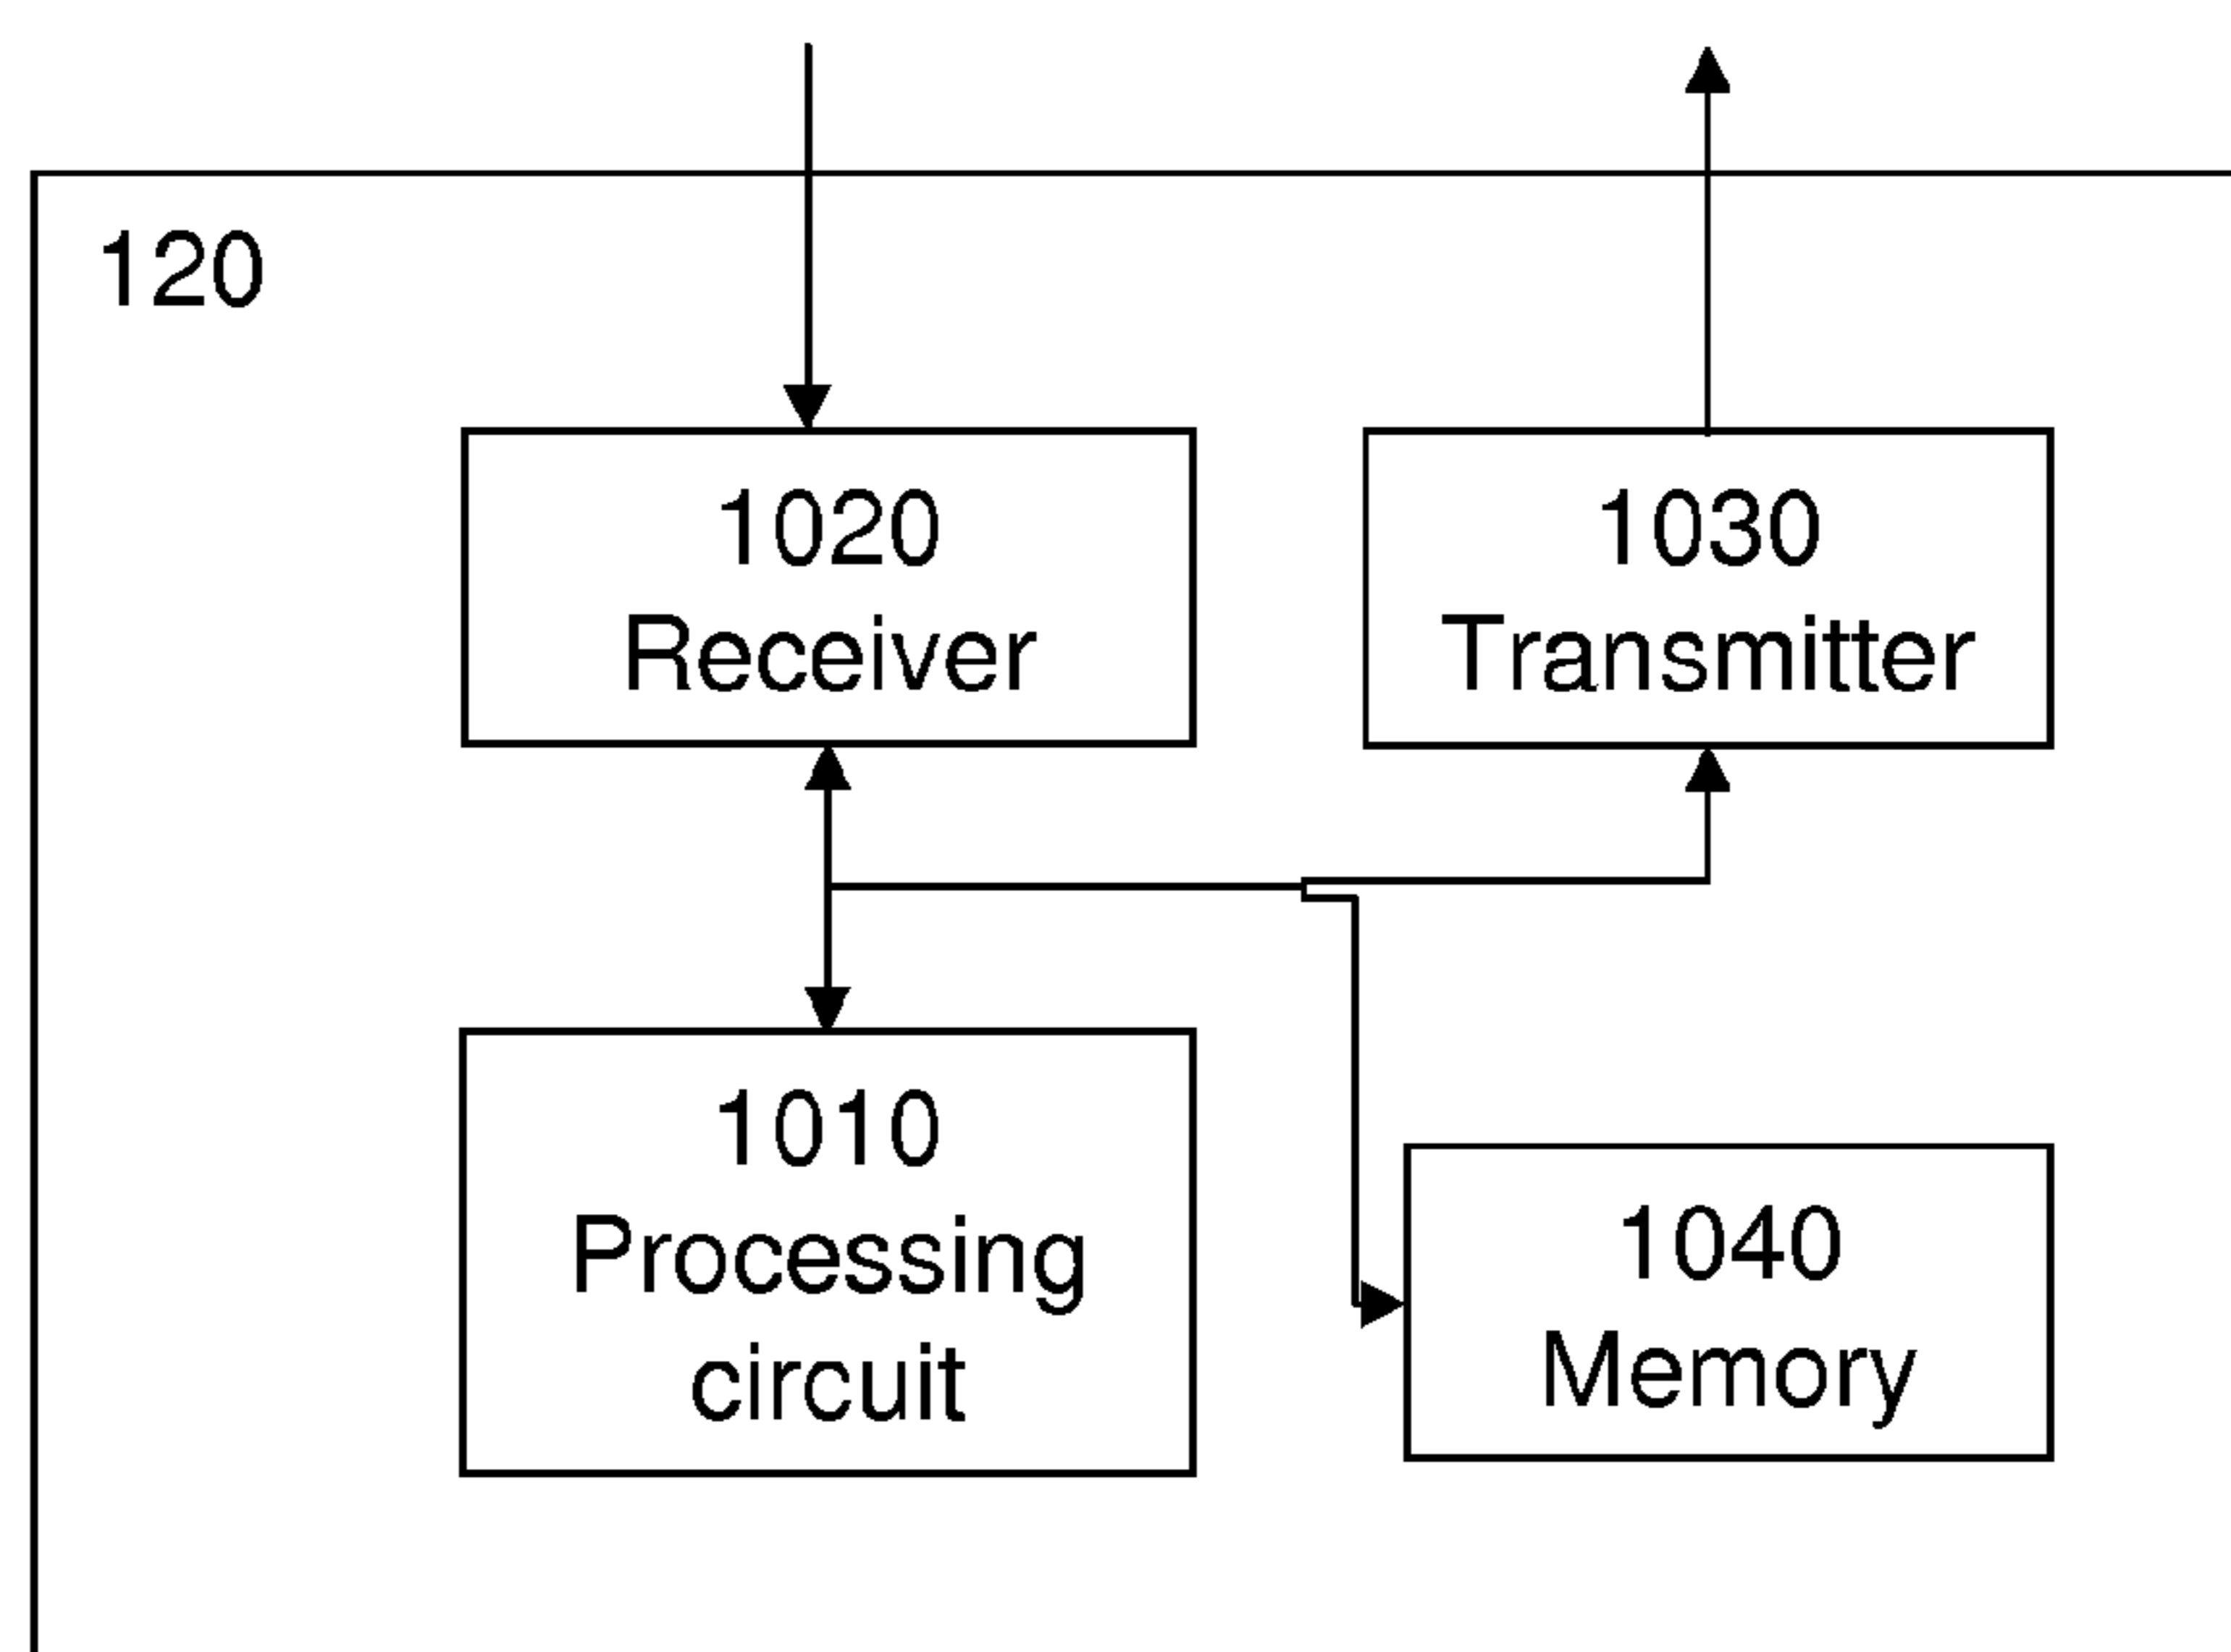 120
1020
Receiver
1030
Transmitter
1010
Processing
circuit
1040
Memory